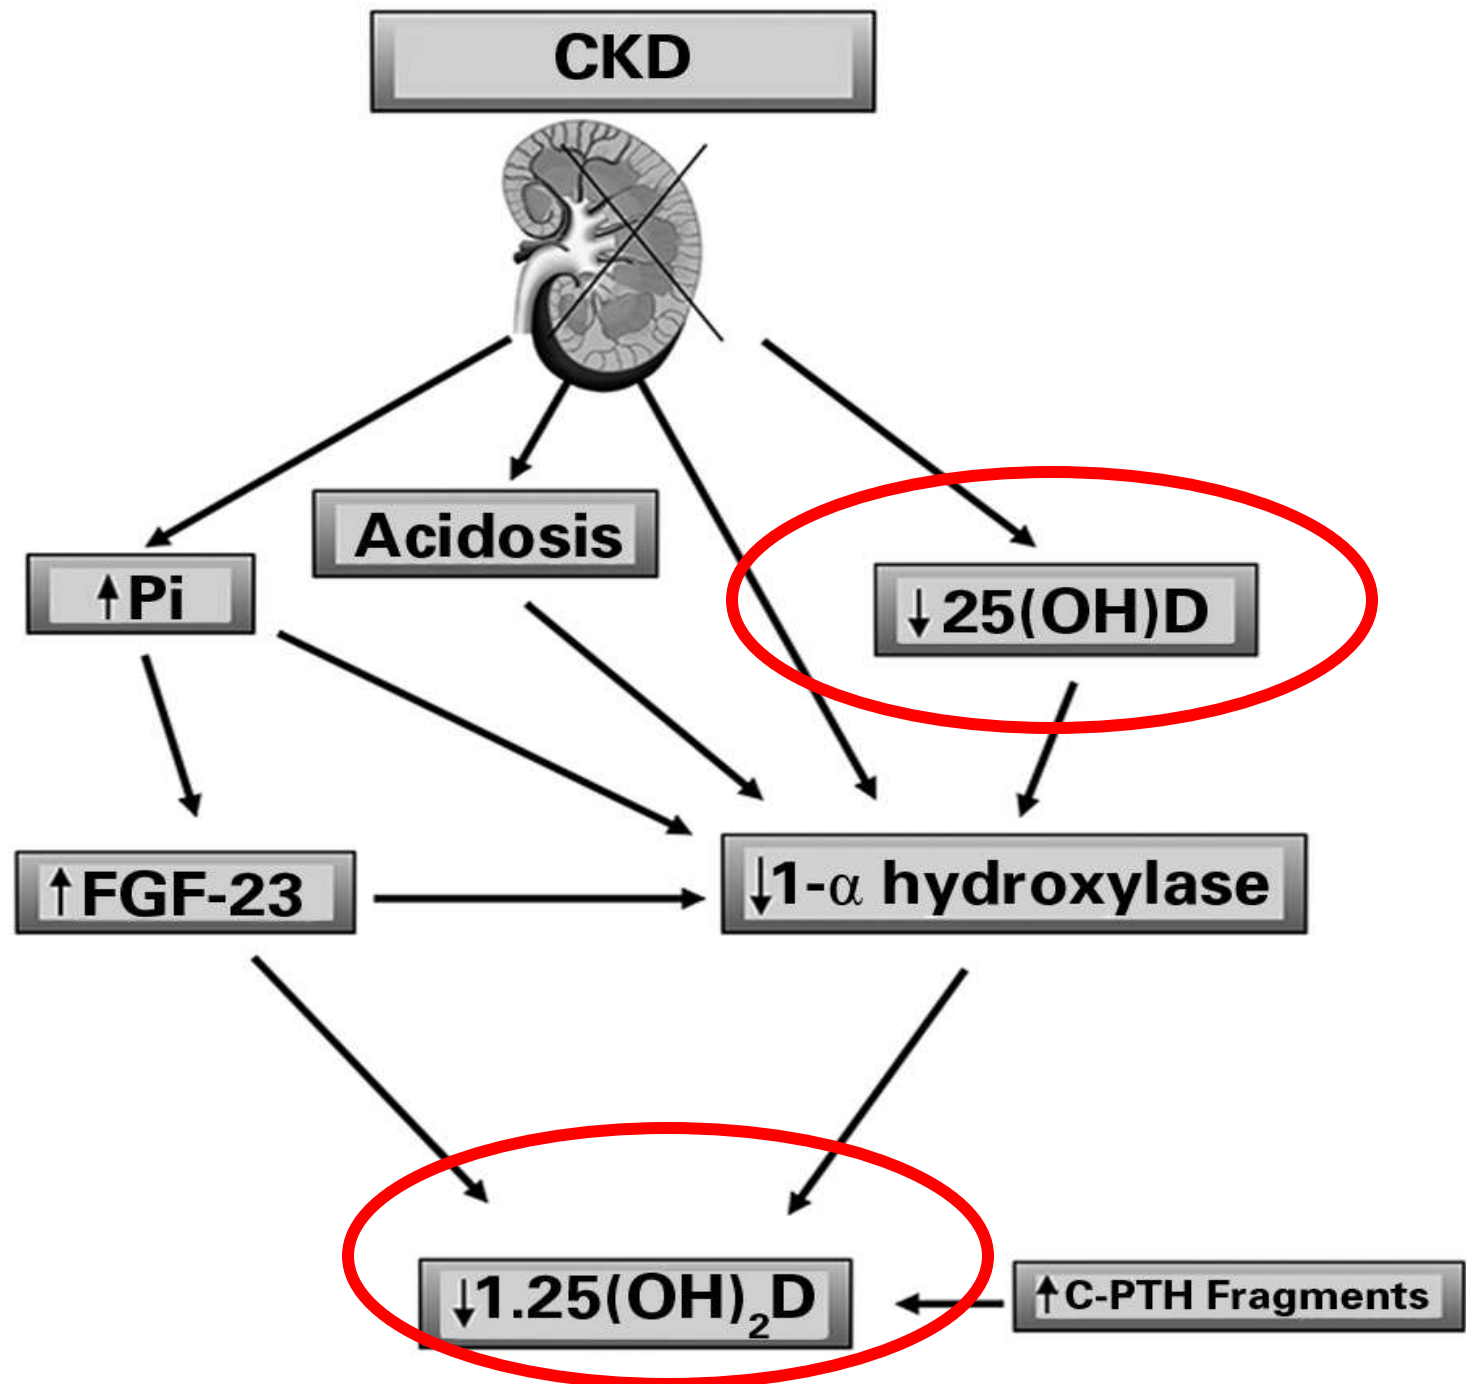 CKD
Acidosis
↑Pi
↓25(OH)D
↑FGF-23
↓1-α hydroxylase
↓1.25(OH)₂D
↑C-PTH Fragments